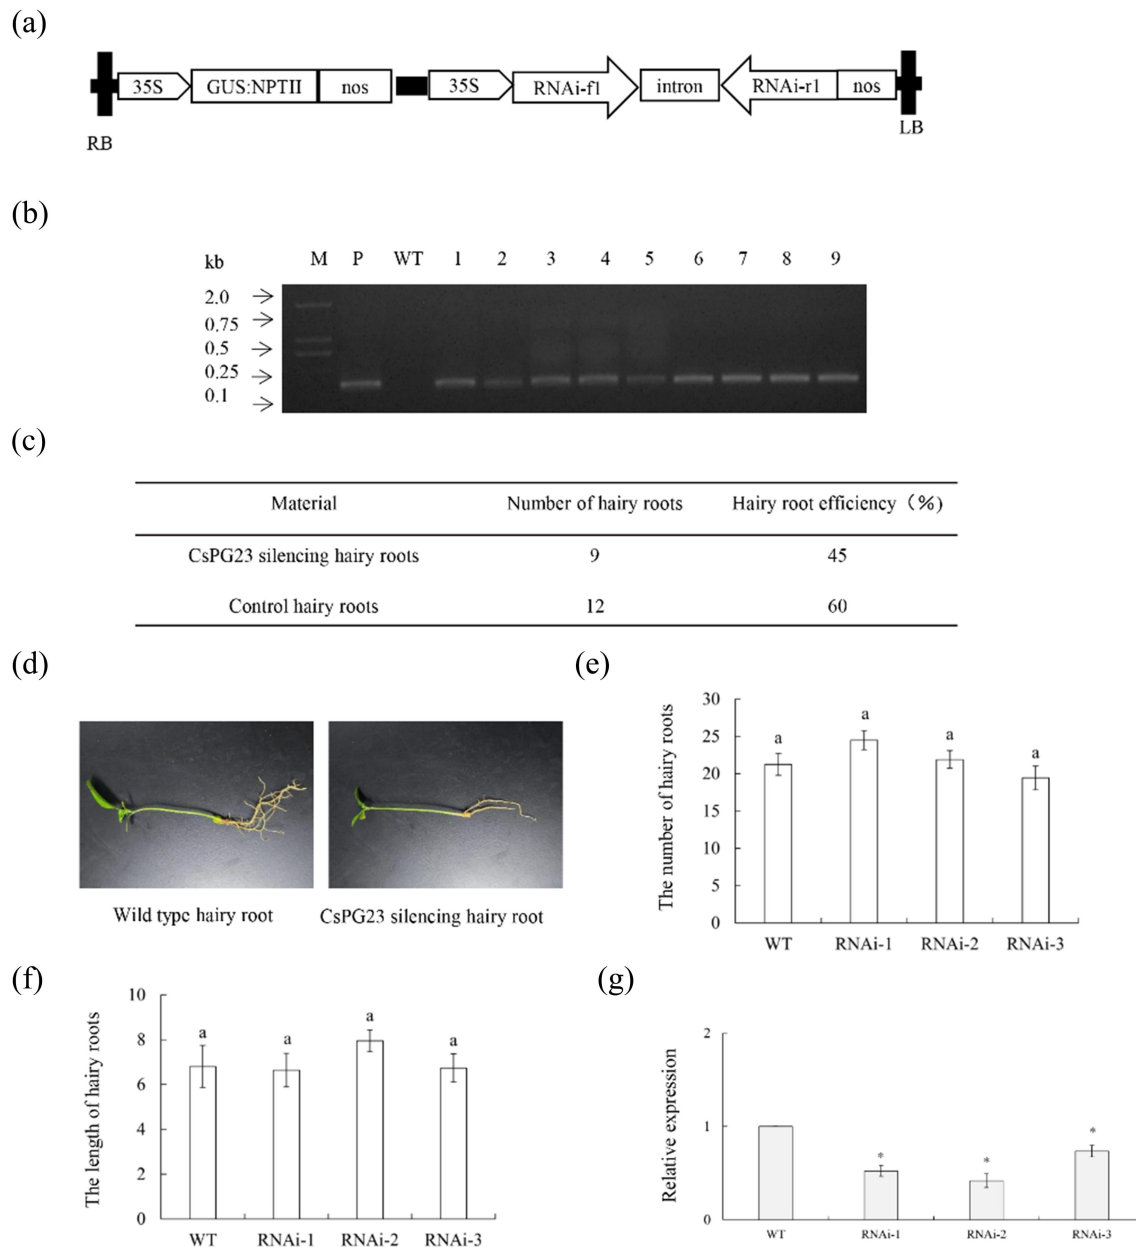 (a)
35S GUS:NPTII nos 35S RNAi-f1 intron RNAi-r1 nos
RB LB
(b)
kb M P WT 1 2 3 4 5 6 7 8 9
2.0
0.75
0.5
0.25
0.1
(c)
Material Number of hairy roots Hairy root efficiency（%）
CsPG23 silencing hairy roots 9 45
Control hairy roots 12 60
(d)
Wild type hairy root CsPG23 silencing hairy root
(e)
The number of hairy roots
30
25
20
15
10
5
0
a a a a
WT RNAi-1 RNAi-2 RNAi-3
(f)
The length of hairy roots
10
8
6
4
2
0
a a a a
WT RNAi-1 RNAi-2 RNAi-3
(g)
Relative expression
2
1
0
* * *
WT RNAi-1 RNAi-2 RNAi-3